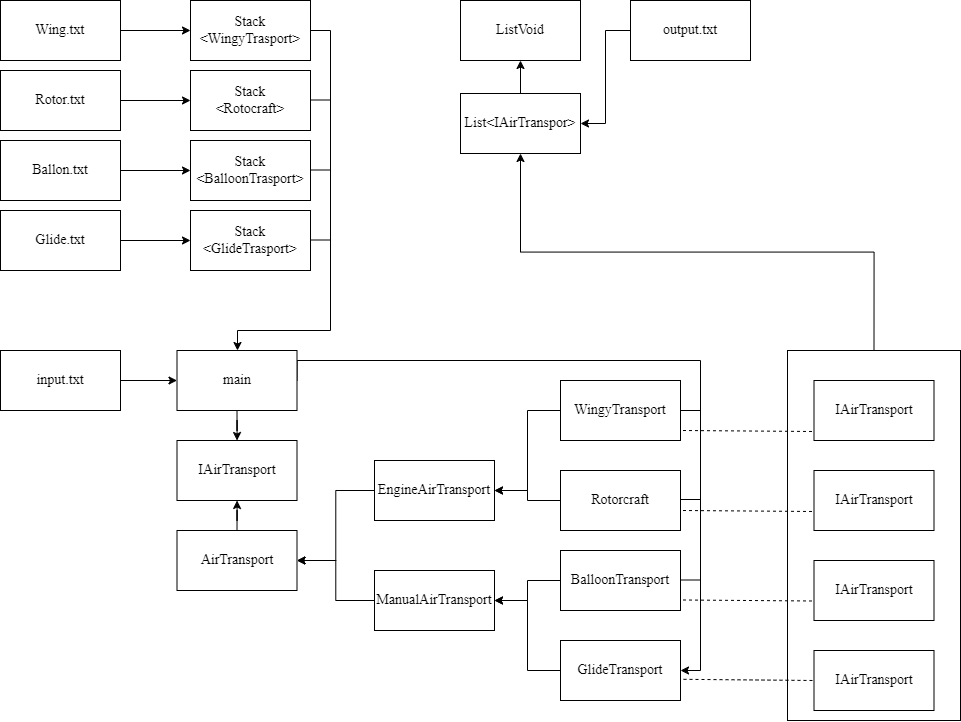 Wing.txt
Stack
<WingyTrasport>
ListVoid
output.txt
Rotor.txt
Stack
<Rotocraft>
List<IAirTranspor>
Ballon.txt
Stack
<BalloonTrasport>
Glide.txt
Stack
<GlideTrasport>
input.txt
main
WingyTransport
IAirTransport
IAirTransport
EngineAirTransport
Rotorcraft
IAirTransport
AirTransport
ManualAirTransport
BalloonTransport
IAirTransport
GlideTransport
IAirTransport